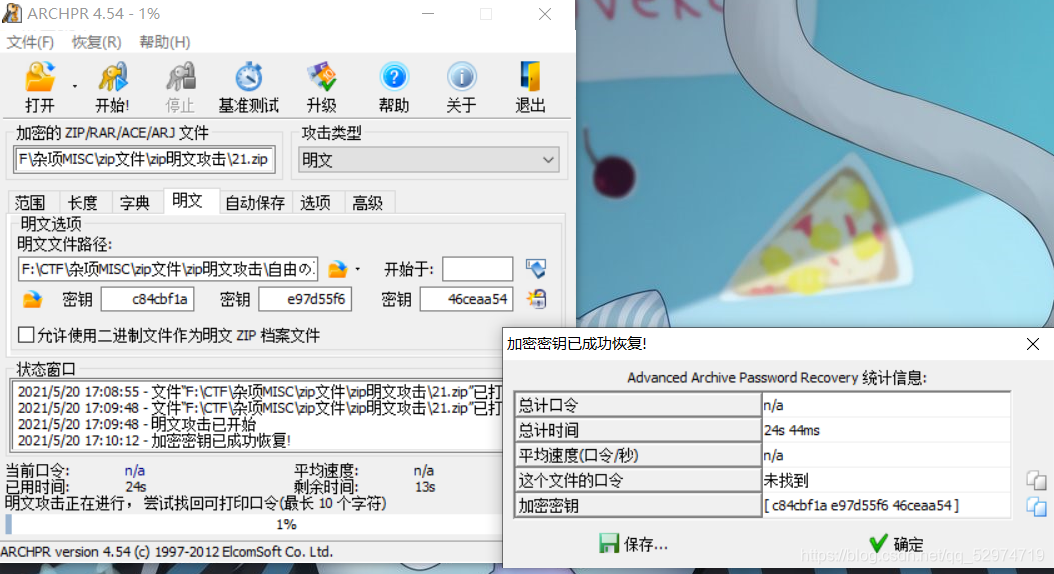 ARCHPR 4.54 - 1%
文件(F) 恢复(R) 帮助(H)
打开 开始! 停止 基准测试 升级 帮助 关于 退出
加密的 ZIP/RAR/ACE/ARJ 文件 攻击类型
F\杂项MISC\zip文件\zip明文攻击\21.zip 明文
范围 长度 字典 明文 自动保存 选项 高级
明文选项
明文文件路径:
F:\CTF\杂项MISC\zip文件\zip明文攻击\自由の 开始于:
密钥 c84cbf1a 密钥 e97d55f6 密钥 46ceaa54
允许使用二进制文件作为明文 ZIP 档案文件
状态窗口
2021/5/20 17:08:55 - 文件"F:\CTF\杂项MISC\zip文件\zip明文攻击\21.zip"已打
2021/5/20 17:09:48 - 文件"F:\CTF\杂项MISC\zip文件\zip明文攻击\21.zip"已打
2021/5/20 17:09:48 - 明文攻击已开始
2021/5/20 17:10:12 - 加密密钥已成功恢复!
当前口令: n/a 平均速度: n/a
已用时间: 24s 剩余时间: 13s
明文攻击正在进行，尝试找回可打印口令(最长 10 个字符)
1%
ARCHPR version 4.54 (c) 1997-2012 ElcomSoft Co. Ltd.
加密密钥已成功恢复!
Advanced Archive Password Recovery 统计信息:
总计口令 n/a
总计时间 24s 44ms
平均速度(口令/秒) n/a
这个文件的口令 未找到
加密密钥 [ c84cbf1a e97d55f6 46ceaa54 ]
保存... 确定
https://blog.csdn.net/qq_52974719